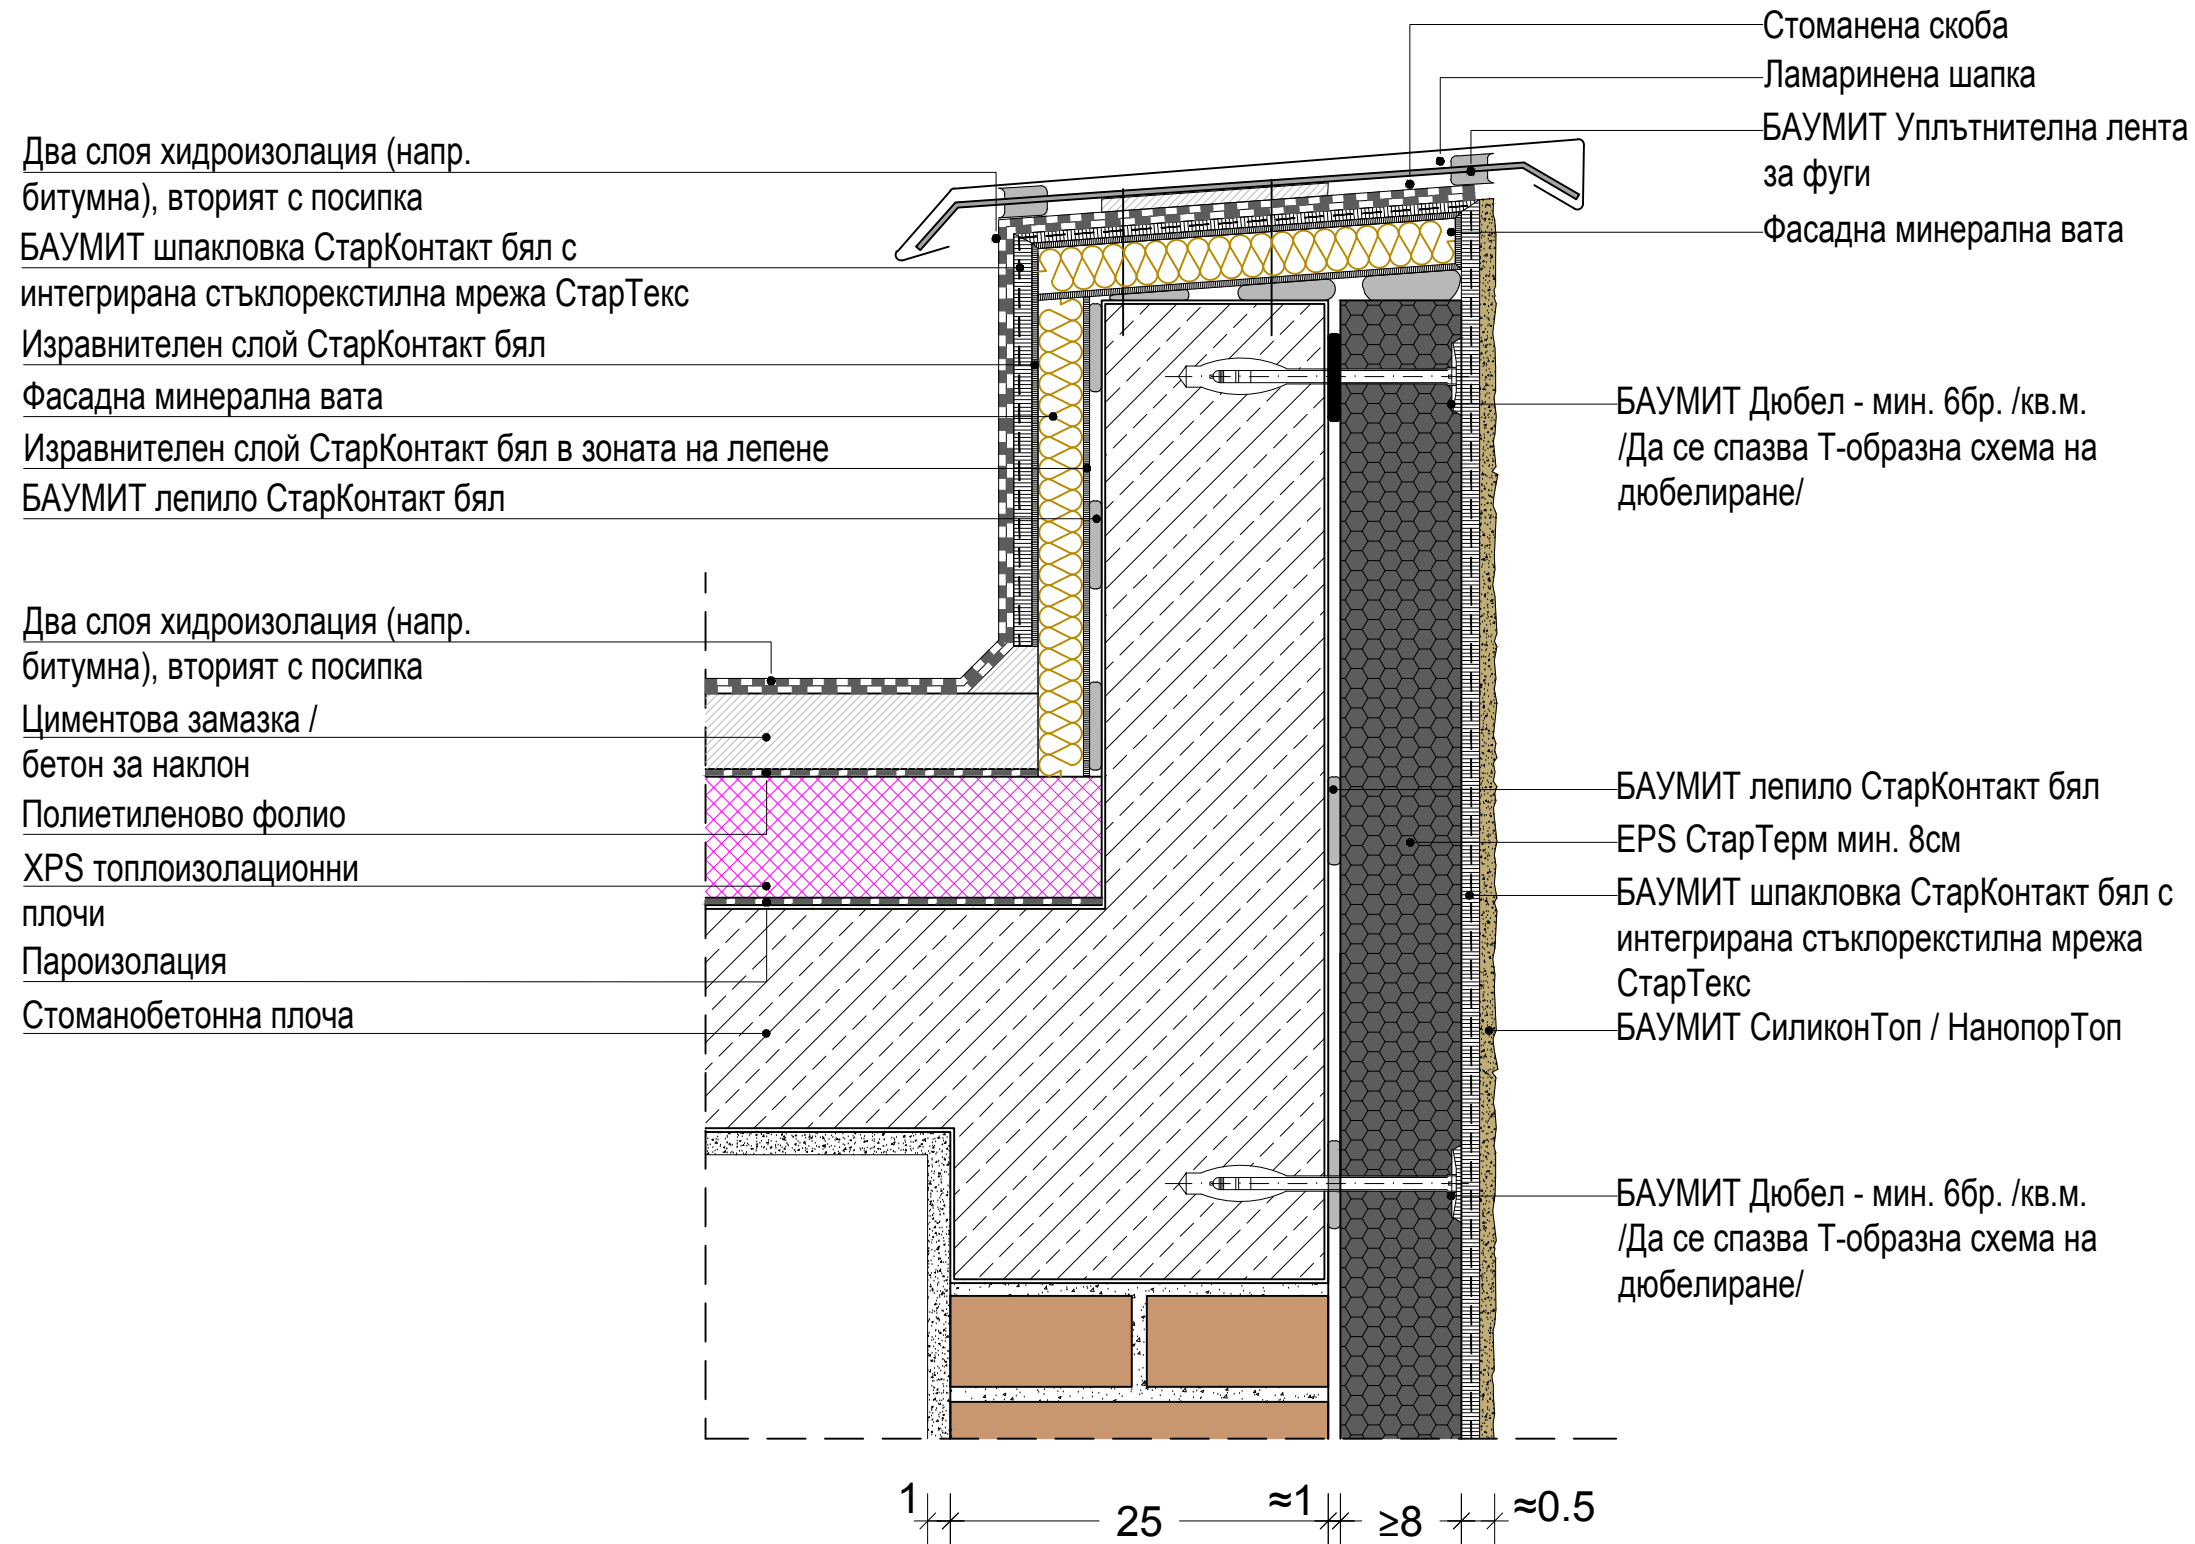 Два слоя хидроизолация (напр.
битумна), вторият с посипка
БАУМИТ шпакловка СтарКонтакт бял с
интегрирана стъклорекстилна мрежа СтарТекс
Изравнителен слой СтарКонтакт бял
Фасадна минерална вата
Изравнителен слой СтарКонтакт бял в зоната на лепене
БАУМИТ лепило СтарКонтакт бял
Два слоя хидроизолация (напр.
битумна), вторият с посипка
Циментова замазка /
бетон за наклон
Полиетиленово фолио
XPS топлоизолационни
плочи
Пароизолация
Стоманобетонна плоча
Стоманена скоба
Ламаринена шапка
БАУМИТ Уплътнителна лента
за фуги
Фасадна минерална вата
БАУМИТ Дюбел - мин. 6бр. /кв.м.
/Да се спазва Т-образна схема на
дюбелиране/
БАУМИТ лепило СтарКонтакт бял
EPS СтарТерм мин. 8см
БАУМИТ шпакловка СтарКонтакт бял с
интегрирана стъклорекстилна мрежа
СтарТекс
БАУМИТ СиликонТоп / НанопорТоп
БАУМИТ Дюбел - мин. 6бр. /кв.м.
/Да се спазва Т-образна схема на
дюбелиране/
1 25 ≈1 ≥8 ≈0.5